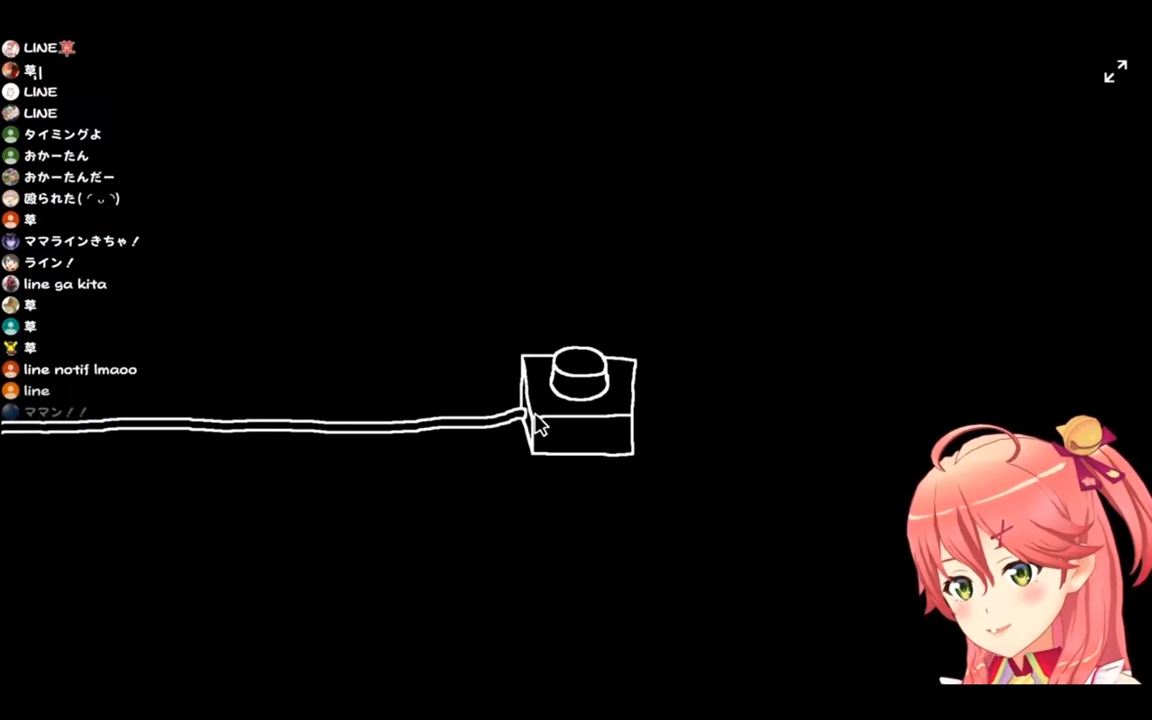 LINE草
草
LINE
LINE
タイミングよ
おかーたん
おかーたんだー
殴られた( ˊᵕˋ )
草
ママラインきちゃ！
ライン！
line ga kita
草
草
草
line notif lmaoo
line
ママン！！